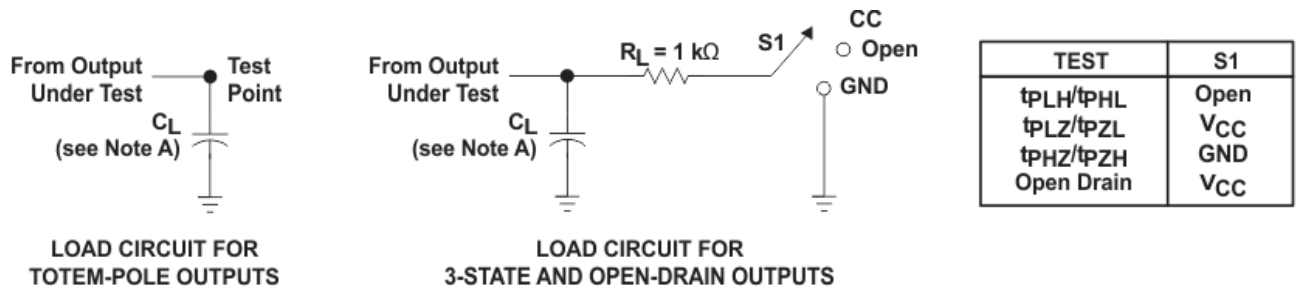 From Output
Under Test
Test
Point
CL
(see Note A)
LOAD CIRCUIT FOR
TOTEM-POLE OUTPUTS
From Output
Under Test
CL
(see Note A)
RL = 1 kΩ
S1
CC
Open
GND
LOAD CIRCUIT FOR
3-STATE AND OPEN-DRAIN OUTPUTS
TEST S1
tPLH/tPHL Open
tPLZ/tPZL VCC
tPHZ/tPZH GND
Open Drain VCC